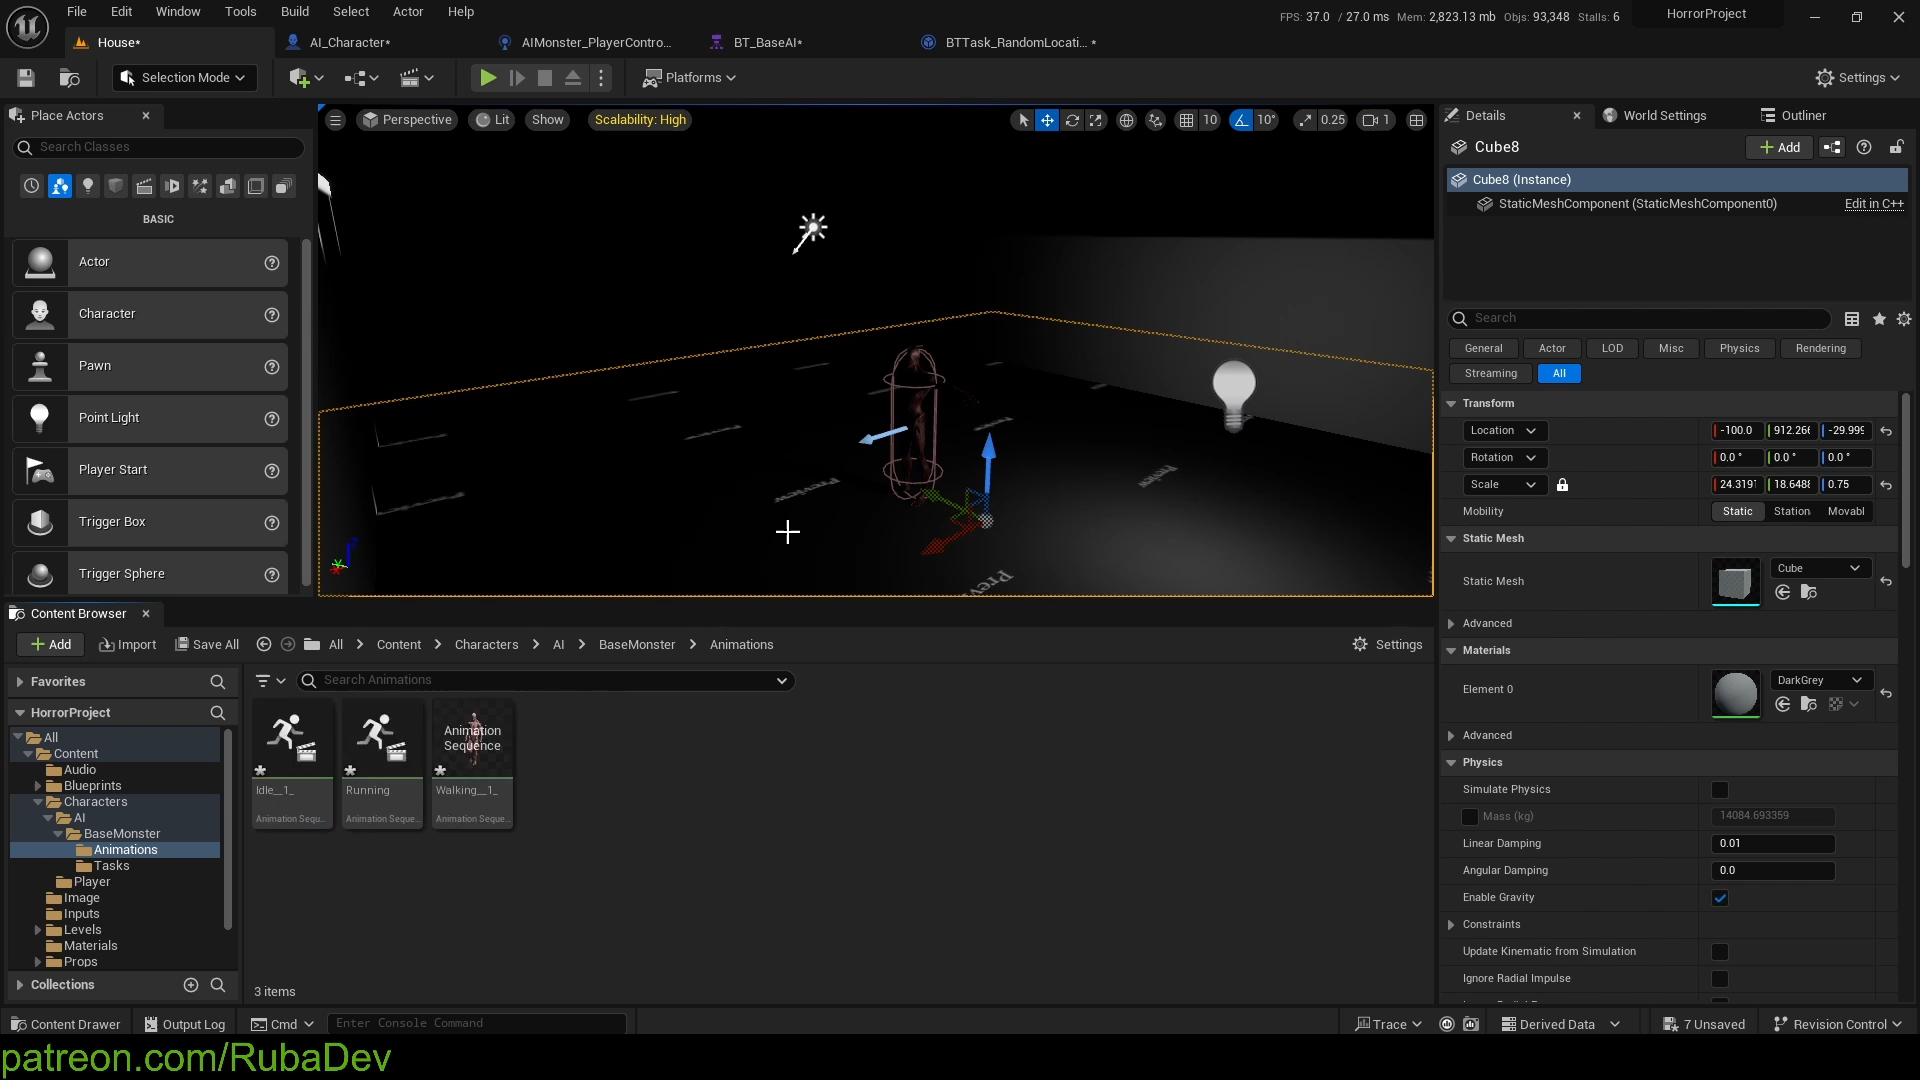 File Edit Window Tools Build Select Actor Help
FPS: 37.0 / 27.0 ms Mem: 2,823.13 mb Objs: 93,348 Stalls: 6
HorrorProject
House*
AI_Character*
AIMonster_PlayerContro...
BT_BaseAI*
BTTask_RandomLocati... *
Selection Mode
Platforms
Settings
Place Actors
Search Classes
BASIC
Actor
Character
Pawn
Point Light
Player Start
Trigger Box
Trigger Sphere
Perspective Lit Show Scalability: High
10 10° 0.25 1
Preview
Preview
Details
World Settings
Outliner
Cube8
Add
Cube8 (Instance)
StaticMeshComponent (StaticMeshComponent0)
Edit in C++
Search
General Actor LOD Misc Physics Rendering
Streaming All
Transform
Location -100.0 912.266 -29.999
Rotation 0.0 ° 0.0 ° 0.0 °
Scale 24.3191 18.6488 0.75
Mobility Static Station Movabl
Static Mesh
Static Mesh Cube
Advanced
Materials
Element 0 DarkGrey
Advanced
Physics
Simulate Physics
Mass (kg) 14084.693359
Linear Damping 0.01
Angular Damping 0.0
Enable Gravity
Constraints
Update Kinematic from Simulation
Ignore Radial Impulse
Content Browser
Add Import Save All All Content Characters AI BaseMonster Animations Settings
Favorites
HorrorProject
All
Content
Audio
Blueprints
Characters
AI
BaseMonster
Animations
Tasks
Player
Image
Inputs
Levels
Materials
Props
Collections
Search Animations
Idle__1_
Animation Sequ...
Running
Animation Seque...
Animation
Sequence
Walking__1_
Animation Seque...
3 items
Content Drawer Output Log Cmd Enter Console Command
Trace Derived Data 7 Unsaved Revision Control
patreon.com/RubaDev